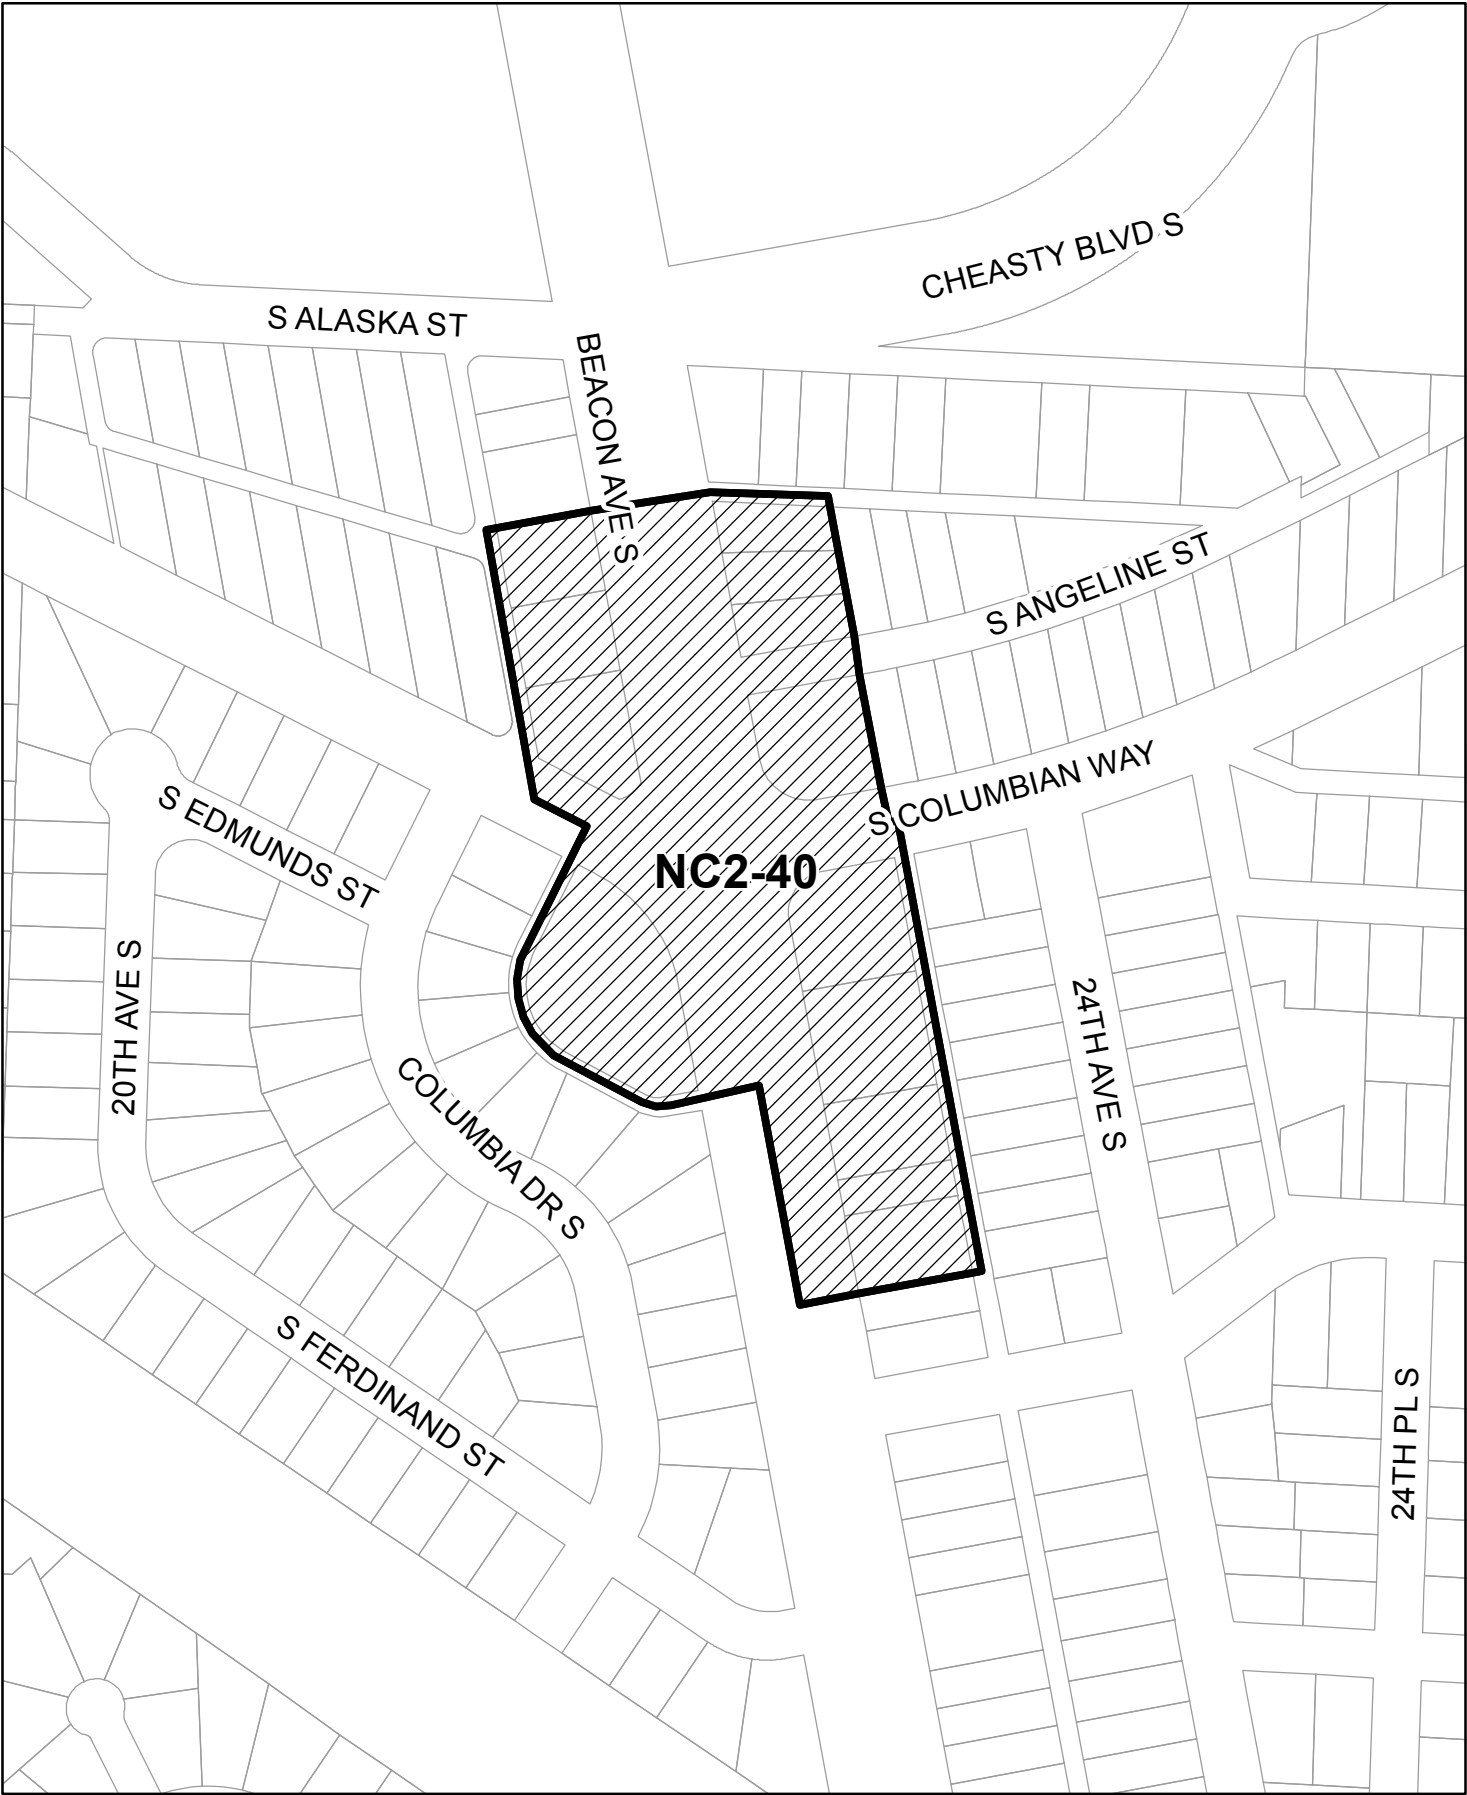 CHEASTY BLVD S
S ALASKA ST
BEACON AVE S
S ANGELINE ST
S COLUMBIAN WAY
S EDMUNDS ST
NC2-40
20TH AVE S
24TH AVE S
COLUMBIA DR S
S FERDINAND ST
24TH PL S